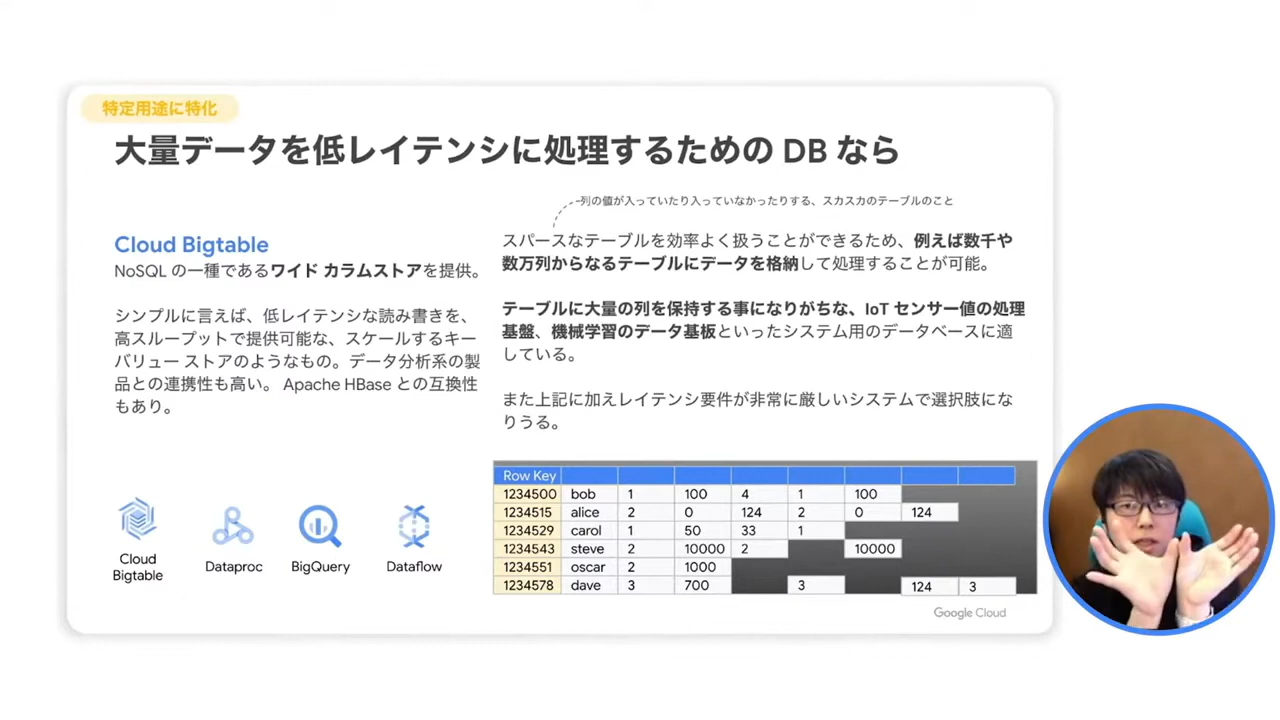 特定用途に特化
大量データを低レイテンシに処理するための DB なら
列の値が入っていたり入っていなかったりする、スカスカのテーブルのこと
Cloud Bigtable
NoSQL の一種であるワイド カラムストアを提供。
シンプルに言えば、低レイテンシな読み書きを、
高スループットで提供可能な、スケールするキー
バリュー ストアのようなもの。データ分析系の製
品との連携性も高い。 Apache HBase との互換性
もあり。
スパースなテーブルを効率よく扱うことができるため、例えば数千や
数万列からなるテーブルにデータを格納して処理することが可能。
テーブルに大量の列を保持する事になりがちな、IoT センサー値の処理
基盤、機械学習のデータ基板といったシステム用のデータベースに適
している。
また上記に加えレイテンシ要件が非常に厳しいシステムで選択肢にな
りうる。
Cloud
Bigtable
Dataproc
BigQuery
Dataflow
Row Key
1234500 bob 1 100 4 1 100
1234515 alice 2 0 124 2 0 124
1234529 carol 1 50 33 1
1234543 steve 2 10000 2 10000
1234551 oscar 2 1000
1234578 dave 3 700 3 124 3
Google Cloud